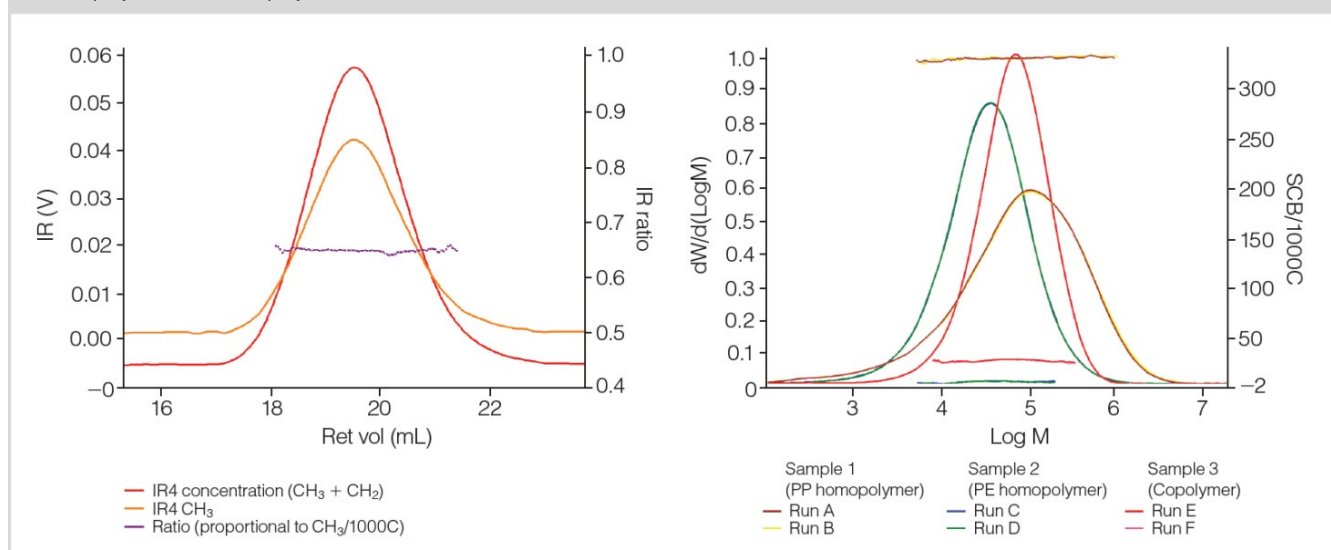 0.06
0.05
0.04
0.03
0.02
0.01
0.00
−0
IR (V)
1.0
0.9
0.8
0.7
0.6
0.5
0.4
IR ratio
16 18 20 22
Ret vol (mL)
IR4 concentration (CH₃ + CH₂)
IR4 CH₃
Ratio (proportional to CH₃/1000C)
1.0
0.9
0.8
0.7
0.6
0.5
0.4
0.3
0.2
0.1
0
dW/d(LogM)
300
250
200
150
100
50
−2
SCB/1000C
3 4 5 6 7
Log M
Sample 1
(PP homopolymer)
Run A
Run B
Sample 2
(PE homopolymer)
Run C
Run D
Sample 3
(Copolymer)
Run E
Run F